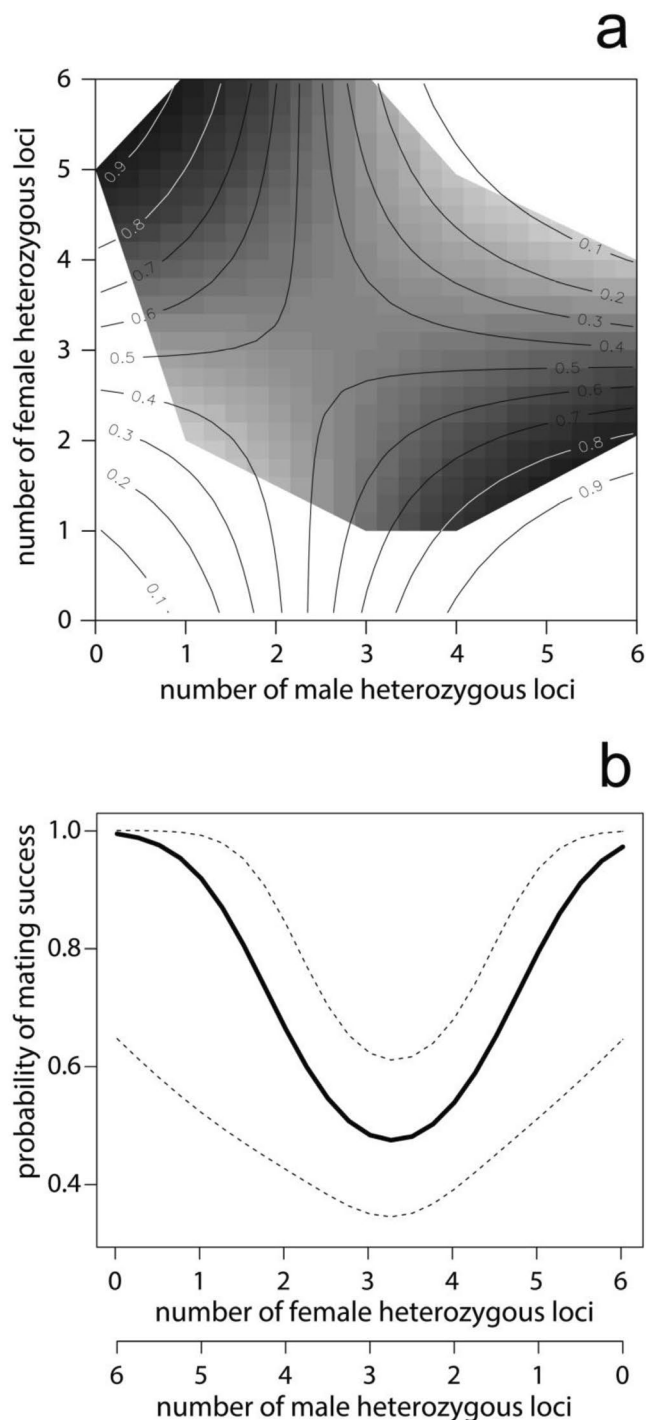 a
6
5
4
3
2
1
0
number of female heterozygous loci
0.9
0.8
0.7
0.6
0.5
0.4
0.3
0.2
0.1
0.1
0.2
0.3
0.4
0.5
0.6
0.7
0.8
0.9
0 1 2 3 4 5 6
number of male heterozygous loci
b
1.0
0.8
0.6
0.4
probability of mating success
0 1 2 3 4 5 6
number of female heterozygous loci
6 5 4 3 2 1 0
number of male heterozygous loci